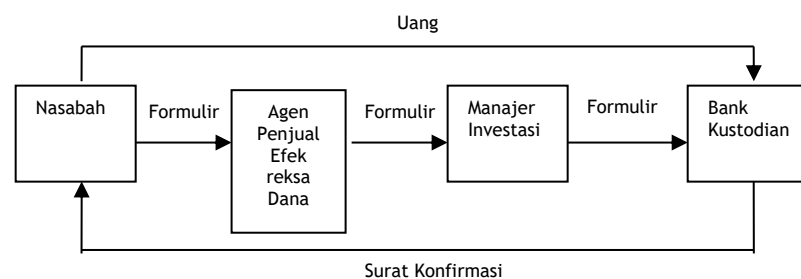 Uang
Nasabah
Formulir
Agen
Penjual
Efek
reksa
Dana
Formulir
Manajer
Investasi
Formulir
Bank
Kustodian
Surat Konfirmasi